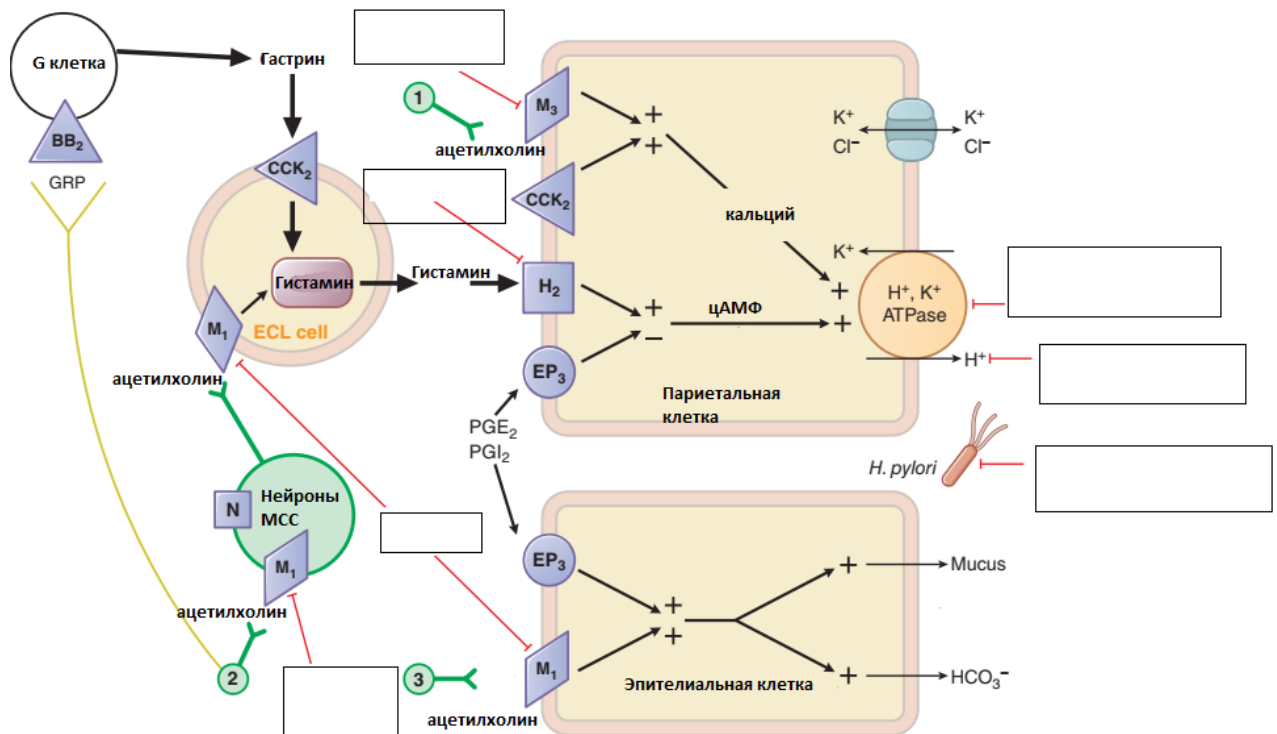 G клетка
BB₂
GRP
Гастрин
CCK₂
Гистамин
ECL cell
M₁
ацетилхолин
Гистамин
1
ацетилхолин
M₃
CCK₂
H₂
EP₃
+
+
+
−
кальций
цАМФ
Париетальная
клетка
K⁺
Cl⁻
K⁺
Cl⁻
K⁺
+
+
H⁺, K⁺
ATPase
H⁺
H. pylori
PGE₂
PGI₂
N
Нейроны
МСС
M₁
ацетилхолин
2
3
ацетилхолин
EP₃
M₁
+
+
+
+
Эпителиальная клетка
Mucus
HCO₃⁻